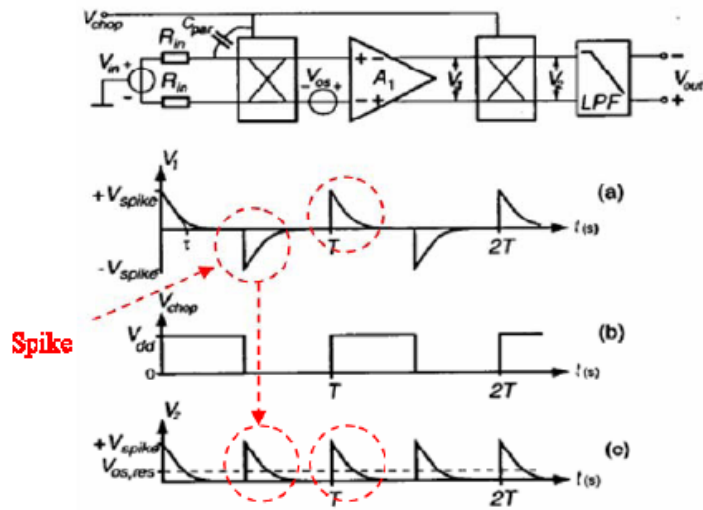 Vchop
Cpar
Rin
Vin + -
Rin
- Vos +
+ -
A1
- +
V1
V2
LPF
-
Vout
+
V1
(a)
+Vspike
τ
T
2T
t(s)
-Vspike
Spike
Vchop
(b)
Vdd
0
T
2T
t(s)
V2
(c)
+Vspike
Vos,res
T
2T
t(s)